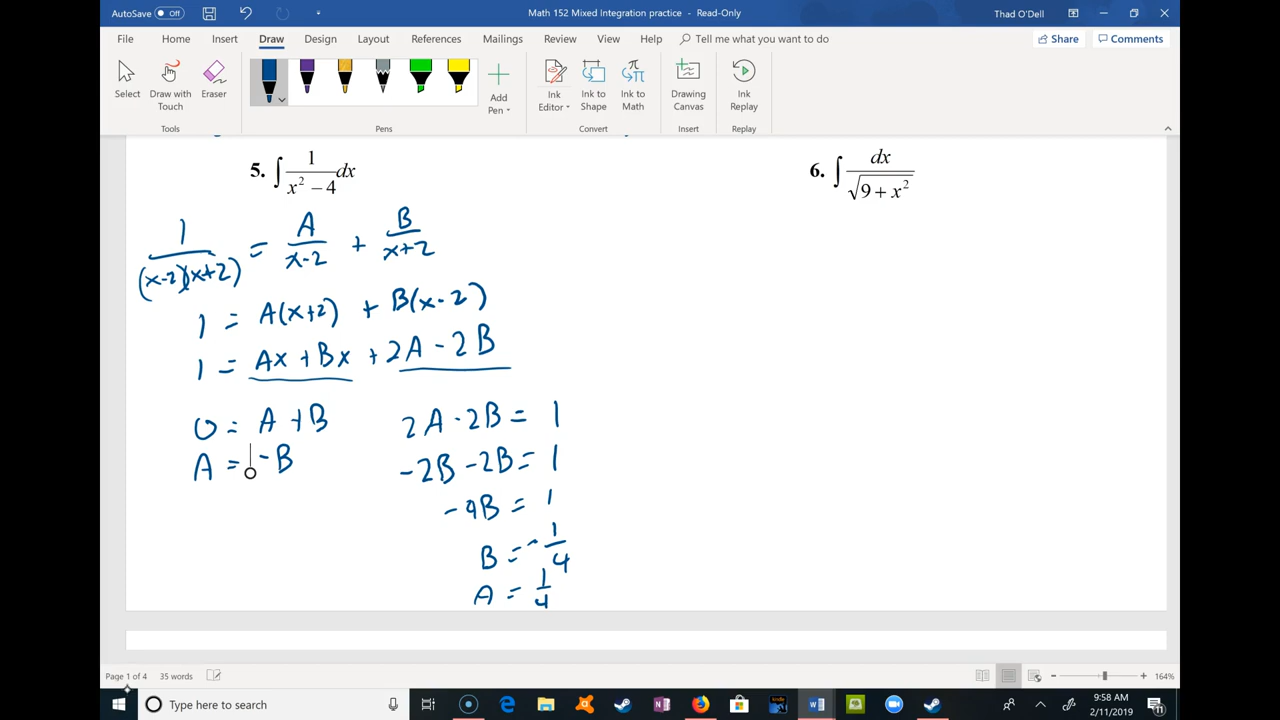 AutoSave Off Math 152 Mixed Integration practice - Read-Only Thad O'Dell
File Home Insert Draw Design Layout References Mailings Review View Help Tell me what you want to do Share Comments
Select Draw with Touch Eraser Add Pen Ink Editor Ink to Shape Ink to Math Drawing Canvas Ink Replay
Tools Pens Convert Insert Replay
5. ∫ 1/(x² − 4) dx 6. ∫ dx/√(9 + x²)
1/((x-2)(x+2)) = A/(x-2) + B/(x+2)
1 = A(x+2) + B(x-2)
1 = Ax + Bx + 2A - 2B
0 = A + B 2A - 2B = 1
A = -B -2B - 2B = 1
-4B = 1
B = -1/4
A = 1/4
Page 1 of 4 35 words 164%
Type here to search 9:58 AM
2/11/2019